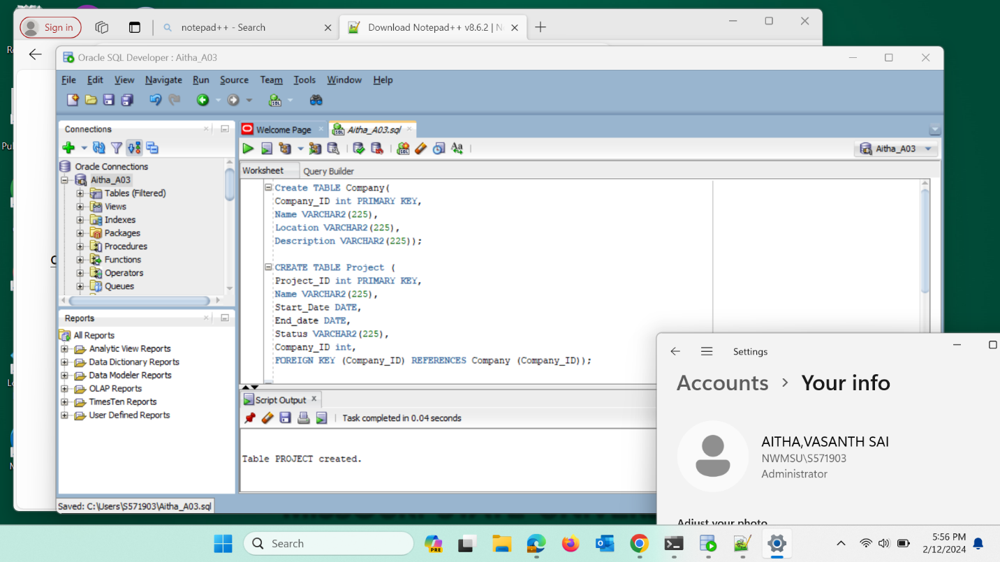 Sign in
notepad++ - Search
Download Notepad++ v8.6.2 | N
Oracle SQL Developer : Aitha_A03
File Edit View Navigate Run Source Team Tools Window Help
Connections
Welcome Page
Aitha_A03.sql
Aitha_A03
Oracle Connections
Aitha_A03
Tables (Filtered)
Views
Indexes
Packages
Procedures
Functions
Operators
Queues
Worksheet
Query Builder
Create TABLE Company(
Company_ID int PRIMARY KEY,
Name VARCHAR2(225),
Location VARCHAR2(225),
Description VARCHAR2(225));
CREATE TABLE Project (
Project_ID int PRIMARY KEY,
Name VARCHAR2(225),
Start_Date DATE,
End_date DATE,
Status VARCHAR2(225),
Company_ID int,
FOREIGN KEY (Company_ID) REFERENCES Company (Company_ID));
Reports
All Reports
Analytic View Reports
Data Dictionary Reports
Data Modeler Reports
OLAP Reports
TimesTen Reports
User Defined Reports
Script Output
Task completed in 0.04 seconds
Table PROJECT created.
Saved: C:\Users\S571903\Aitha_A03.sql
Settings
Accounts > Your info
AITHA,VASANTH SAI
NWMSU\S571903
Administrator
Adjust your photo
Search
PRE
5:56 PM
2/12/2024